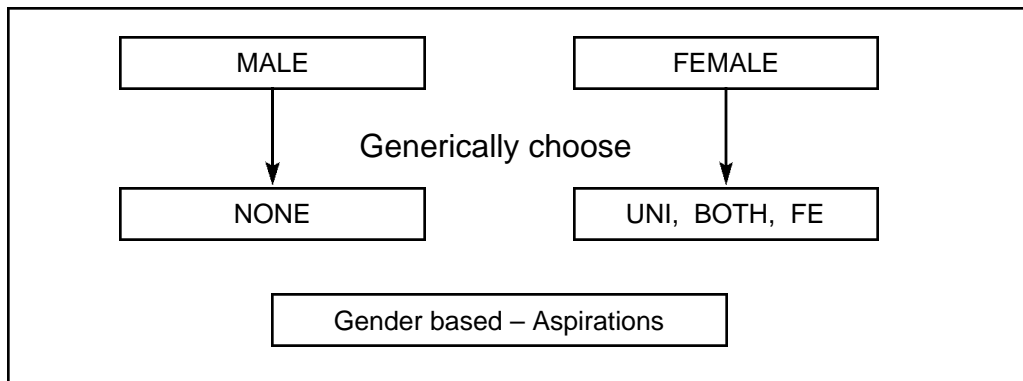 MALE
FEMALE
Generically choose
NONE
UNI, BOTH, FE
Gender based – Aspirations